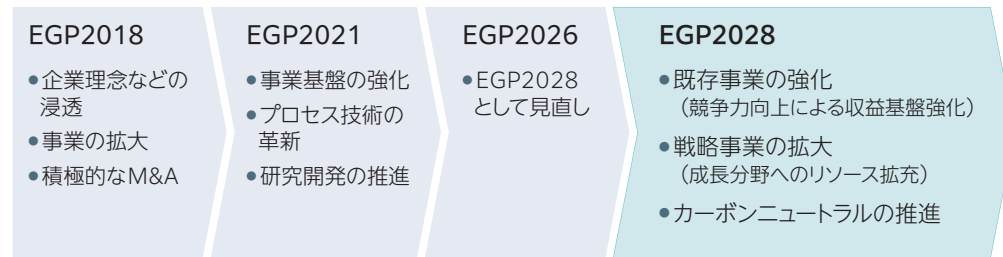 EGP2018
●企業理念などの
浸透
●事業の拡大
●積極的なM&A
EGP2021
●事業基盤の強化
●プロセス技術の
革新
●研究開発の推進
EGP2026
●EGP2028
として見直し
EGP2028
●既存事業の強化
（競争力向上による収益基盤強化）
●戦略事業の拡大
（成長分野へのリソース拡充）
●カーボンニュートラルの推進